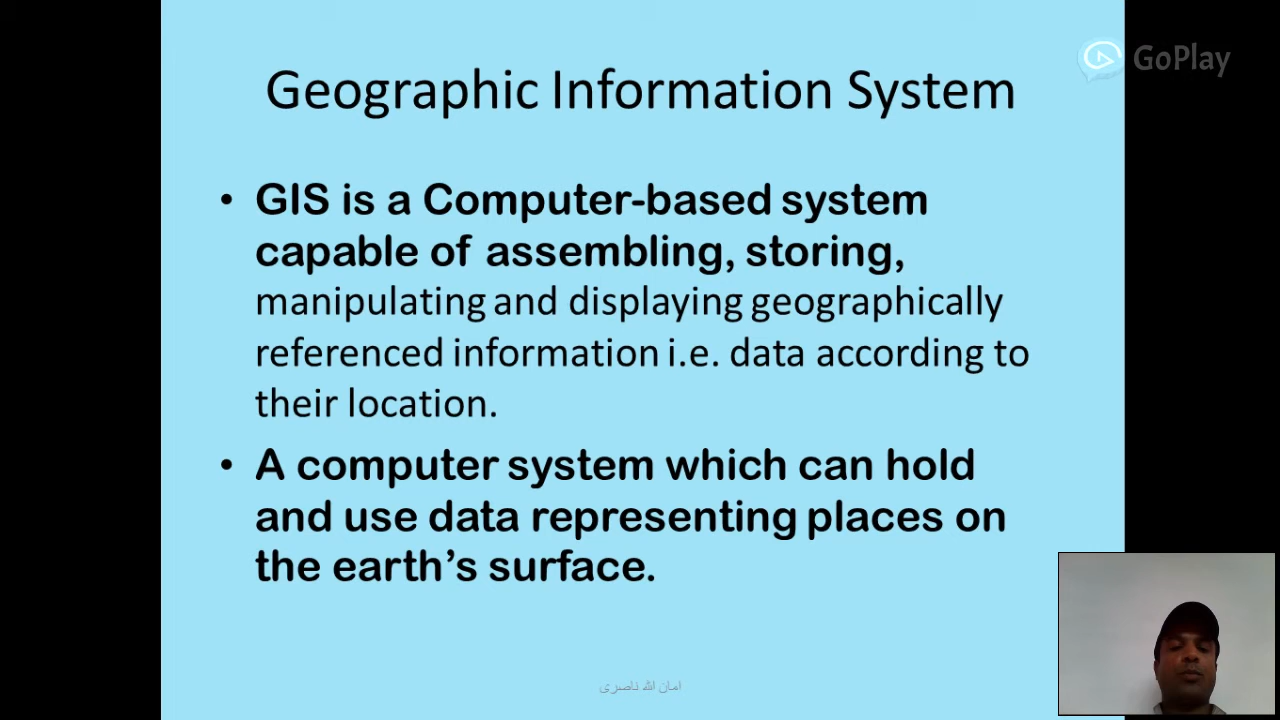 GoPlay
Geographic Information System
• GIS is a Computer-based system
capable of assembling, storing,
manipulating and displaying geographically
referenced information i.e. data according to
their location.
• A computer system which can hold
and use data representing places on
the earth’s surface.
امان الله ناصری